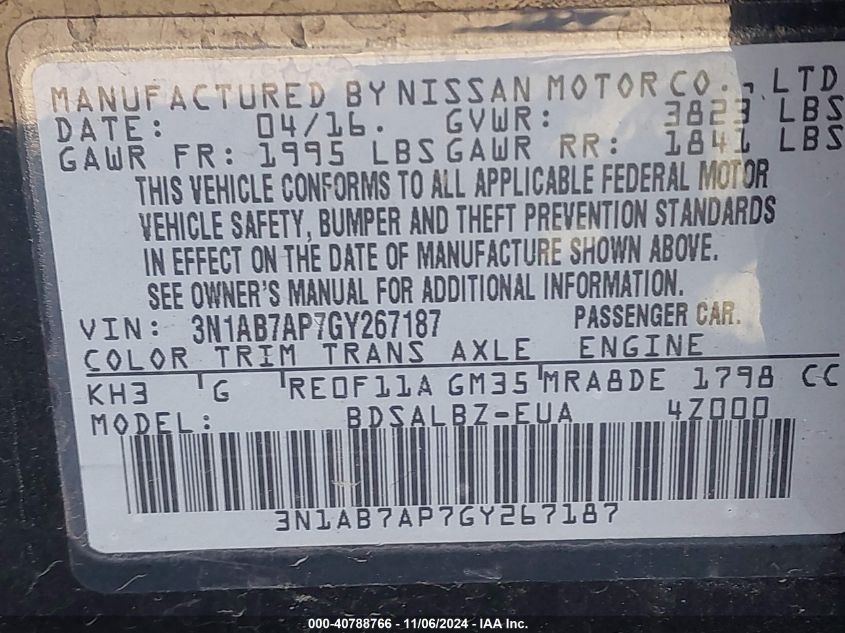 MANUFACTURED BY NISSAN MOTOR CO., LTD
DATE: 04/16. GVWR: 3823 LBS
GAWR FR: 1995 LBS GAWR RR: 1841 LBS
THIS VEHICLE CONFORMS TO ALL APPLICABLE FEDERAL MOTOR
VEHICLE SAFETY, BUMPER AND THEFT PREVENTION STANDARDS
IN EFFECT ON THE DATE OF MANUFACTURE SHOWN ABOVE.
SEE OWNER'S MANUAL FOR ADDITIONAL INFORMATION.
VIN: 3N1AB7AP7GY267187 PASSENGER CAR.
COLOR TRIM TRANS AXLE ENGINE
KH3 G RE0F11A GM35 MRA8DE 1798 CC
MODEL: BDSALBZ-EUA 4Z000
3N1AB7AP7GY267187
000-40788766 - 11/06/2024 - IAA Inc.